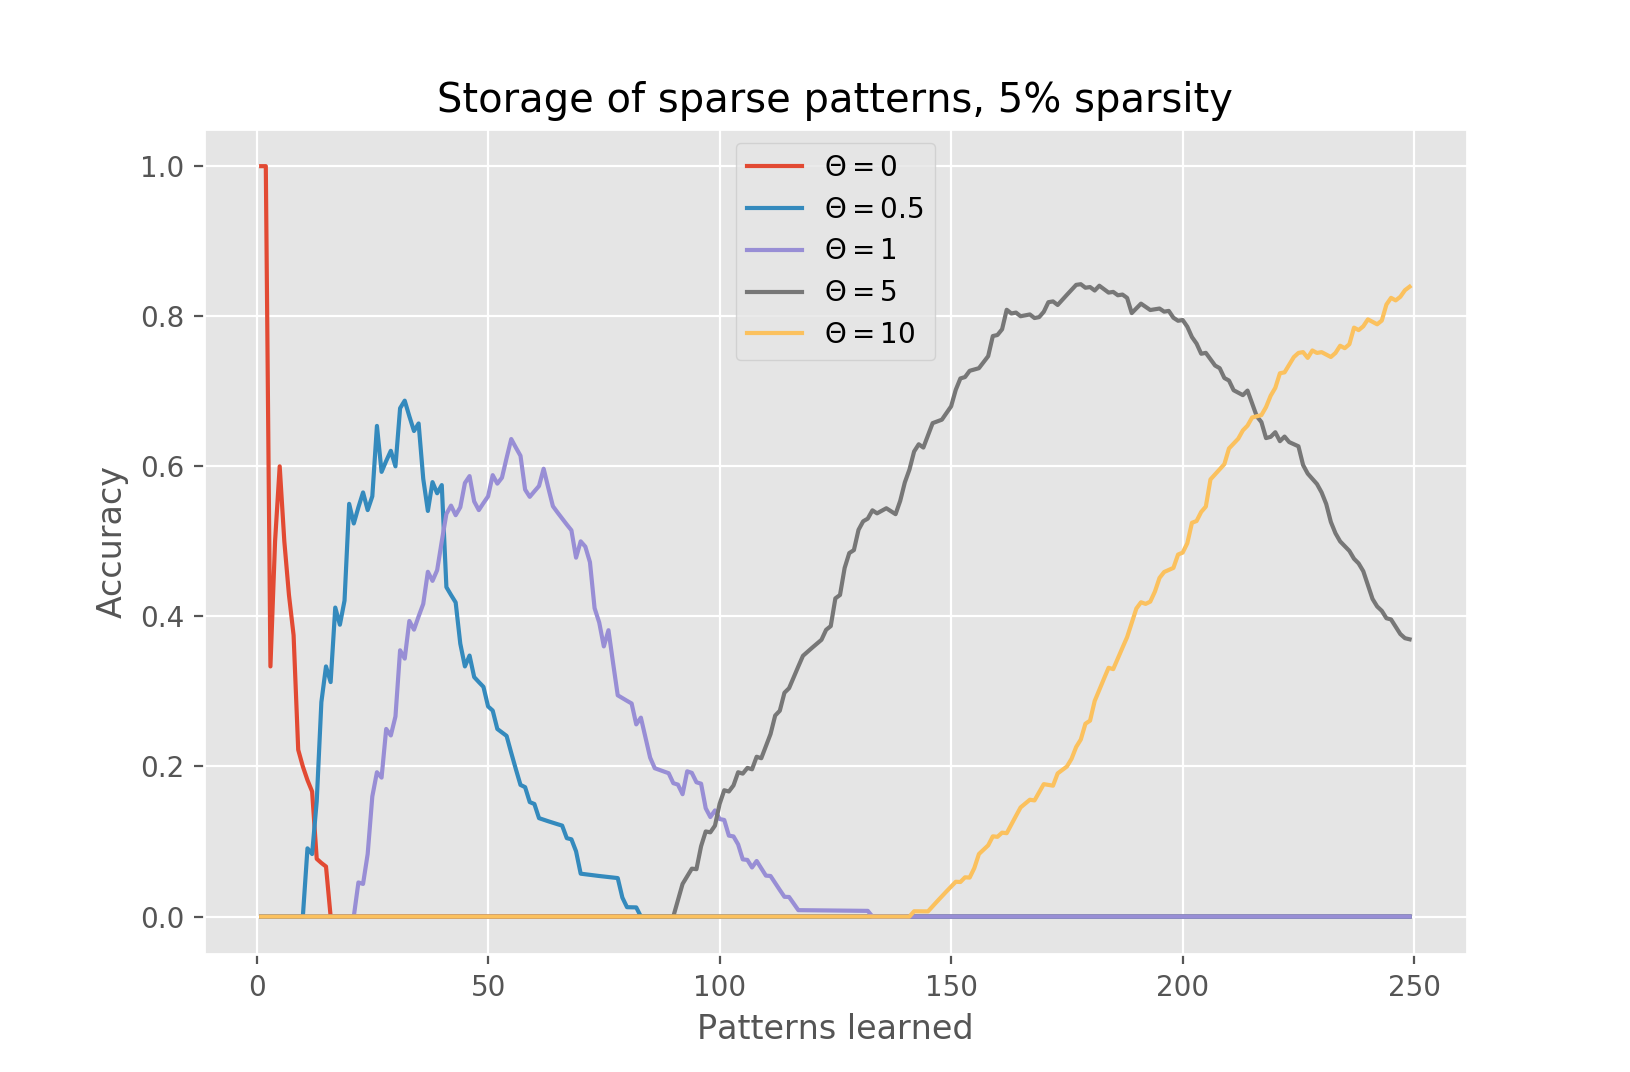 Storage of sparse patterns, 5% sparsity
Θ = 0
Θ = 0.5
Θ = 1
Θ = 5
Θ = 10
1.0
0.8
0.6
0.4
0.2
0.0
Accuracy
0 50 100 150 200 250
Patterns learned